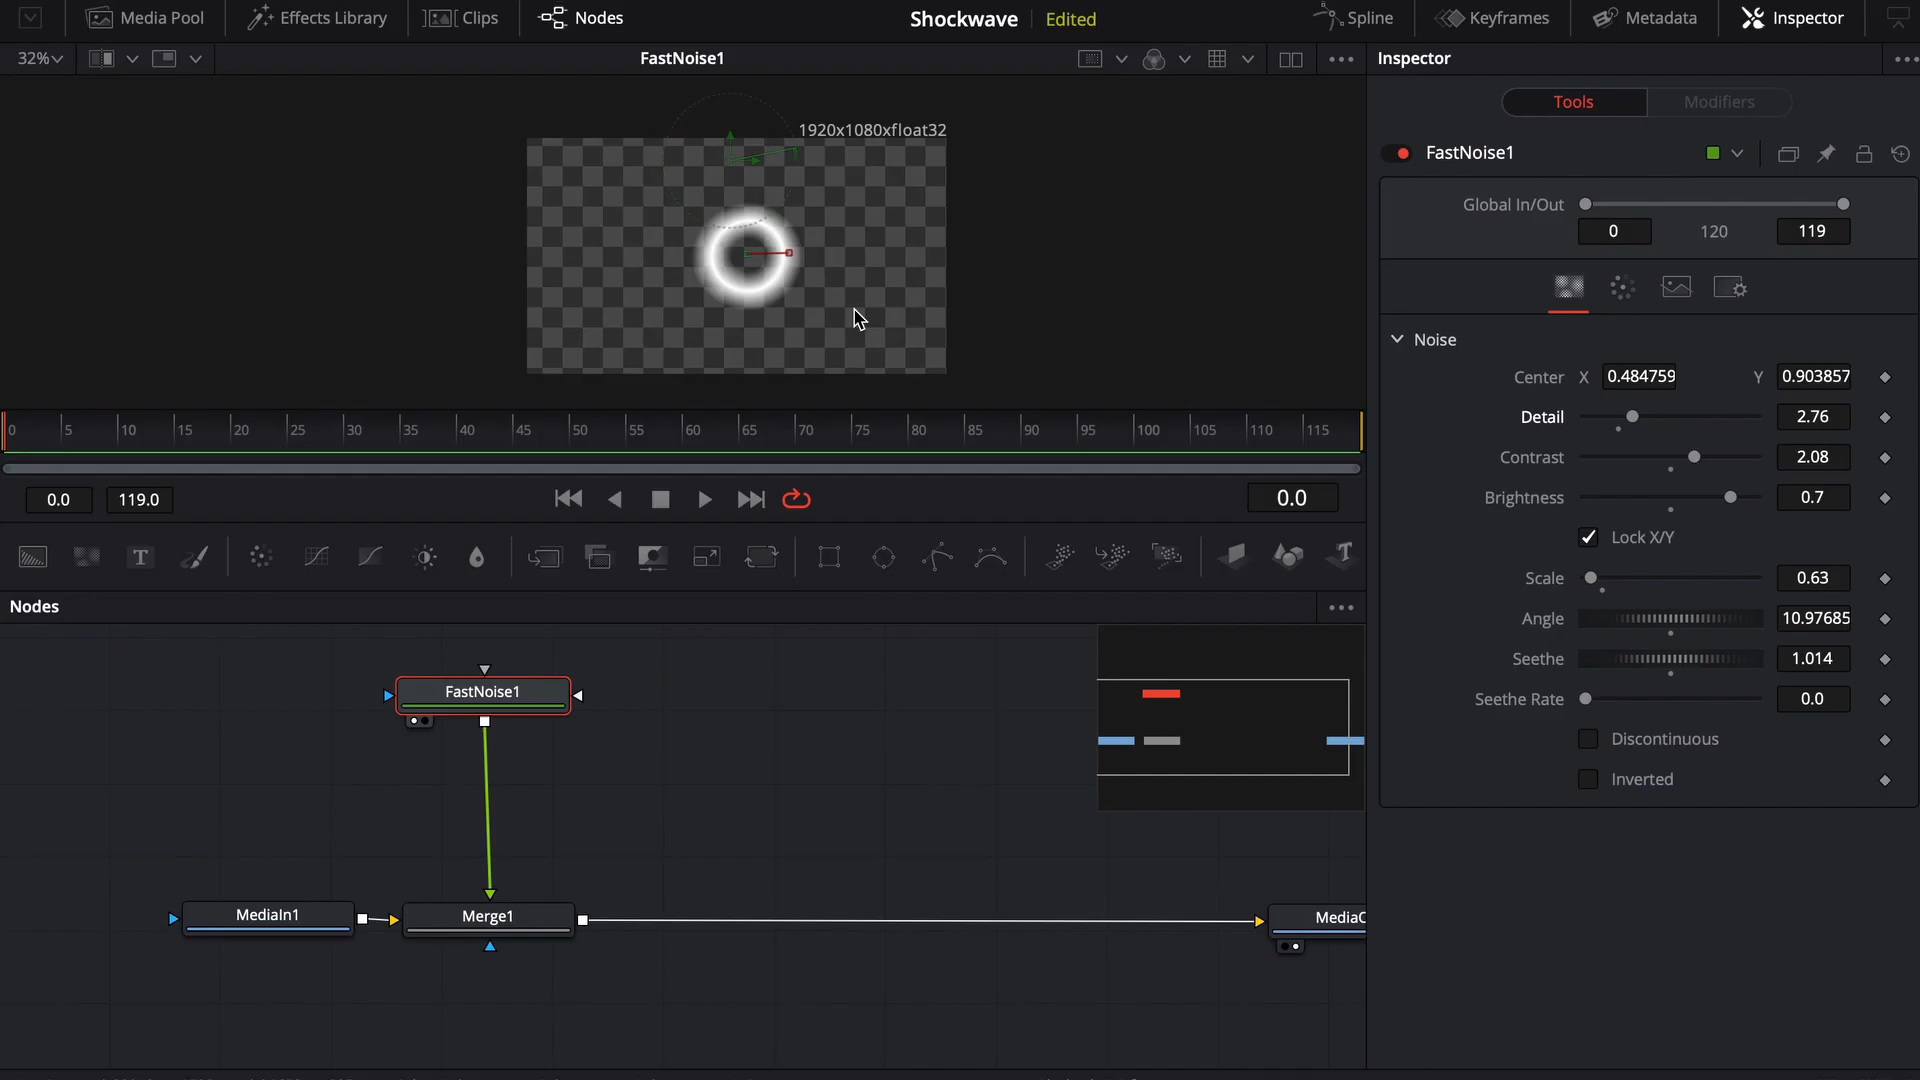 Media Pool
Effects Library
Clips
Nodes
Shockwave
Edited
Spline
Keyframes
Metadata
Inspector
32%
FastNoise1
Inspector
Tools
Modifiers
1920x1080xfloat32
FastNoise1
Global In/Out
0
120
119
Noise
Center X 0.484759 Y 0.903857
Detail 2.76
Contrast 2.08
Brightness 0.7
Lock X/Y
Scale 0.63
Angle 10.97685
Seethe 1.014
Seethe Rate 0.0
Discontinuous
Inverted
0 5 10 15 20 25 30 35 40 45 50 55 60 65 70 75 80 85 90 95 100 105 110 115
0.0 119.0 0.0
T T
Nodes
FastNoise1
MediaIn1
Merge1
MediaO